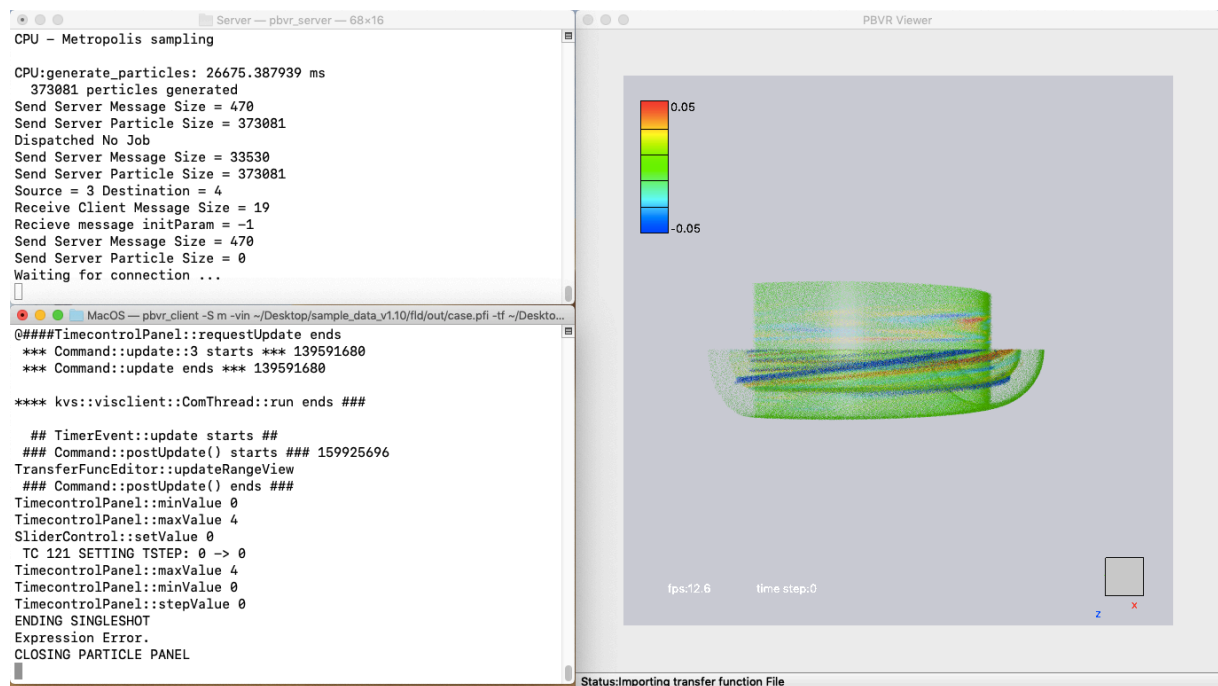 Server — pbvr_server — 68×16
CPU – Metropolis sampling
CPU:generate_particles: 26675.387939 ms
373081 perticles generated
Send Server Message Size = 470
Send Server Particle Size = 373081
Dispatched No Job
Send Server Message Size = 33530
Send Server Particle Size = 373081
Source = 3 Destination = 4
Receive Client Message Size = 19
Recieve message initParam = -1
Send Server Message Size = 470
Send Server Particle Size = 0
Waiting for connection ...
MacOS — pbvr_client -S m -vin ~/Desktop/sample_data_v1.10/fld/out/case.pfi -tf ~/Deskto...
@####TimecontrolPanel::requestUpdate ends
*** Command::update::3 starts *** 139591680
*** Command::update ends *** 139591680
**** kvs::visclient::ComThread::run ends ###
## TimerEvent::update starts ##
### Command::postUpdate() starts ### 159925696
TransferFuncEditor::updateRangeView
### Command::postUpdate() ends ###
TimecontrolPanel::minValue 0
TimecontrolPanel::maxValue 4
SliderControl::setValue 0
TC 121 SETTING TSTEP: 0 -> 0
TimecontrolPanel::maxValue 4
TimecontrolPanel::minValue 0
TimecontrolPanel::stepValue 0
ENDING SINGLESHOT
Expression Error.
CLOSING PARTICLE PANEL
PBVR Viewer
0.05
-0.05
fps:12.6 time step:0
x
z
Status:Importing transfer function File